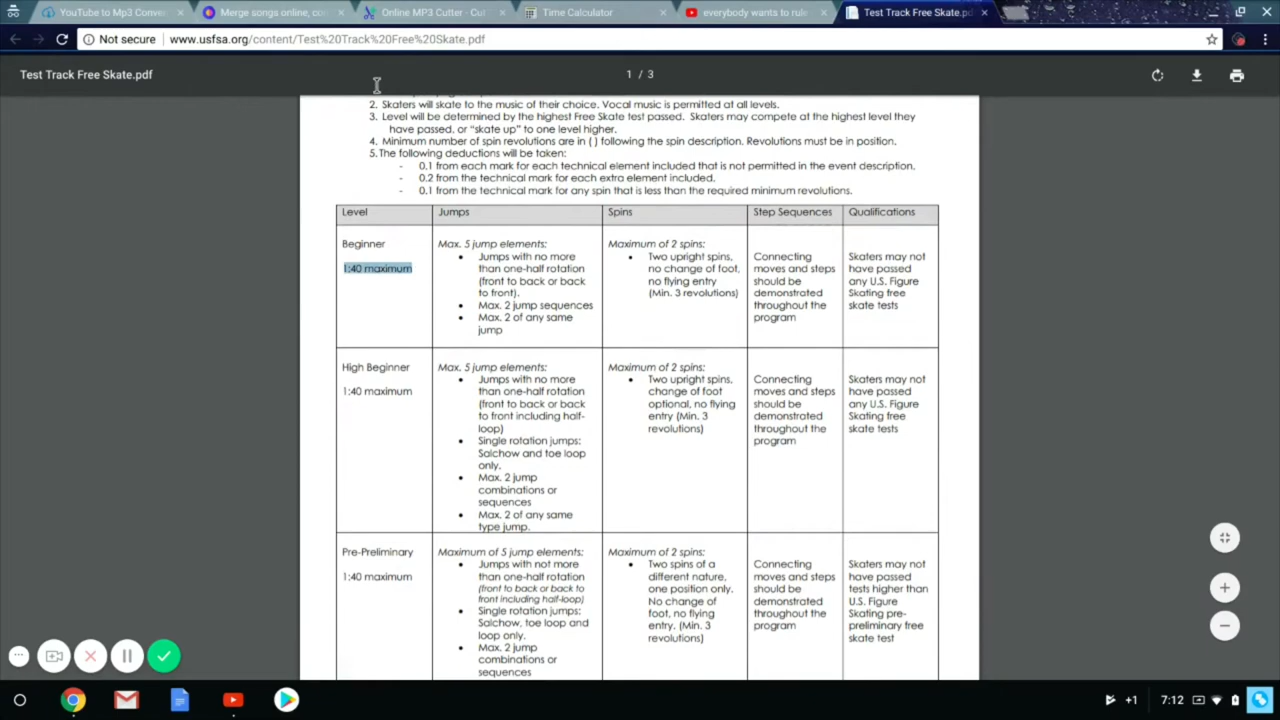 YouTube to Mp3 Conver
Merge songs online, co
Online MP3 Cutter - Cu
Time Calculator
everybody wants to rule
Test Track Free Skate.pd
Not secure
www.usfsa.org/content/Test%20Track%20Free%20Skate.pdf
Test Track Free Skate.pdf
1 / 3
2. Skaters will skate to the music of their choice. Vocal music is permitted at all levels.
3. Level will be determined by the highest Free Skate test passed. Skaters may compete at the highest level they
have passed, or "skate up" to one level higher.
4. Minimum number of spin revolutions are in ( ) following the spin description. Revolutions must be in position.
5. The following deductions will be taken:
- 0.1 from each mark for each technical element included that is not permitted in the event description.
- 0.2 from the technical mark for each extra element included.
- 0.1 from the technical mark for any spin that is less than the required minimum revolutions.
Level
Jumps
Spins
Step Sequences
Qualifications
Beginner
1:40 maximum
Max. 5 jump elements:
• Jumps with no more
than one-half rotation
(front to back or back
to front).
• Max. 2 jump sequences
• Max. 2 of any same
jump
Maximum of 2 spins:
• Two upright spins,
no change of foot,
no flying entry
(Min. 3 revolutions)
Connecting
moves and steps
should be
demonstrated
throughout the
program
Skaters may not
have passed
any U.S. Figure
Skating free
skate tests
High Beginner
1:40 maximum
Max. 5 jump elements:
• Jumps with no more
than one-half rotation
(front to back or back
to front including half-
loop)
• Single rotation jumps:
Salchow and toe loop
only.
• Max. 2 jump
combinations or
sequences
• Max. 2 of any same
type jump.
Maximum of 2 spins:
• Two upright spins,
change of foot
optional, no flying
entry (Min. 3
revolutions)
Connecting
moves and steps
should be
demonstrated
throughout the
program
Skaters may not
have passed
any U.S. Figure
Skating free
skate tests
Pre-Preliminary
1:40 maximum
Maximum of 5 jump elements:
• Jumps with not more
than one-half rotation
(front to back or back to
front including half-loop)
• Single rotation jumps:
Salchow, toe loop and
loop only.
• Max. 2 jump
combinations or
sequences
Maximum of 2 spins:
• Two spins of a
different nature,
one position only.
No change of
foot, no flying
entry. (Min. 3
revolutions)
Connecting
moves and steps
should be
demonstrated
throughout the
program
Skaters may not
have passed
tests higher than
U.S. Figure
Skating pre-
preliminary free
skate test
+1
7:12